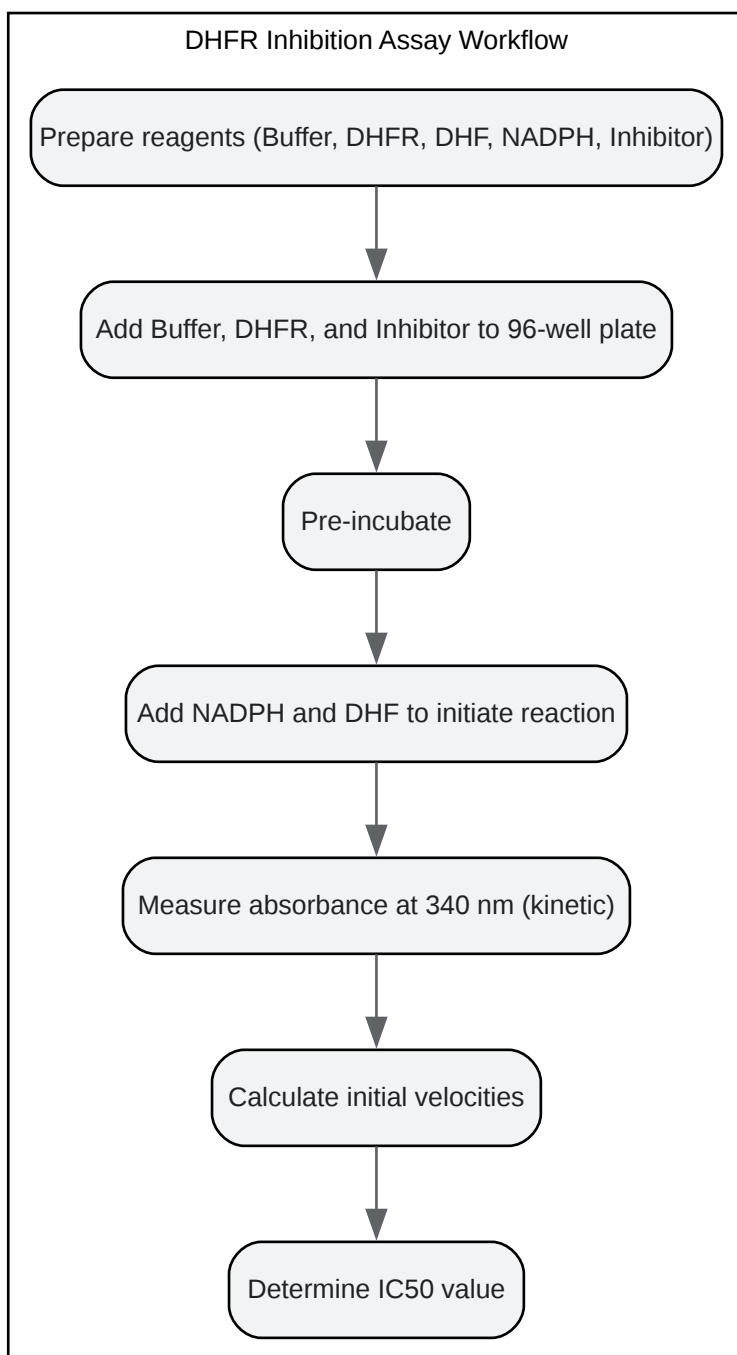 DHFR Inhibition Assay Workflow
Prepare reagents (Buffer, DHFR, DHF, NADPH, Inhibitor)
Add Buffer, DHFR, and Inhibitor to 96-well plate
Pre-incubate
Add NADPH and DHF to initiate reaction
Measure absorbance at 340 nm (kinetic)
Calculate initial velocities
Determine IC50 value